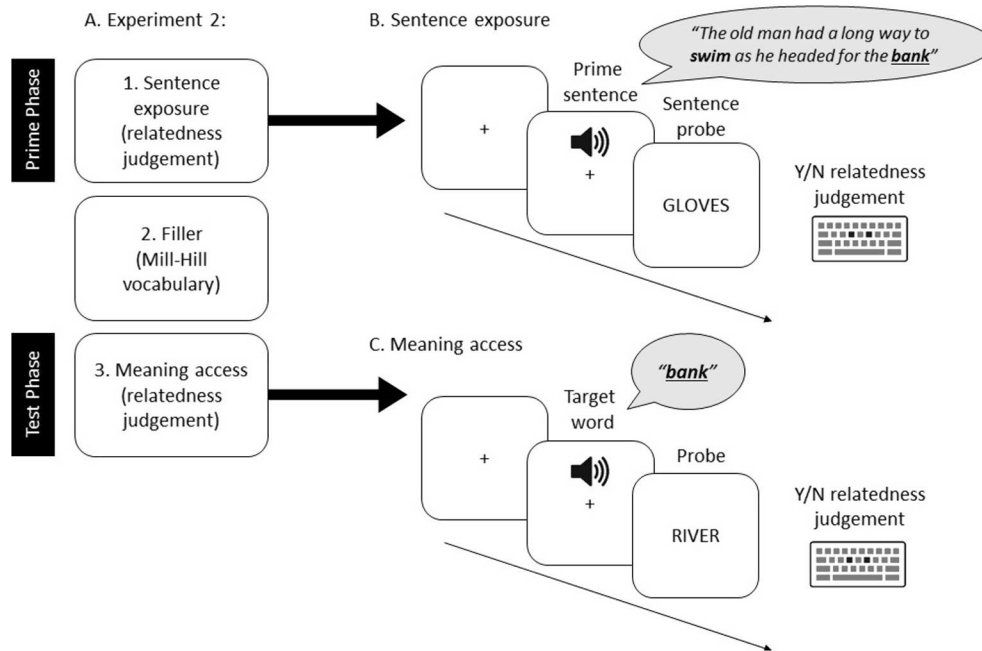 A. Experiment 2:
Prime Phase
1. Sentence
exposure
(relatedness
judgement)
2. Filler
(Mill-Hill
vocabulary)
Test Phase
3. Meaning access
(relatedness
judgement)
B. Sentence exposure
“The old man had a long way to
swim as he headed for the bank”
+
Prime
sentence
+
Sentence
probe
GLOVES
Y/N relatedness
judgement
C. Meaning access
“bank”
+
Target
word
+
Probe
RIVER
Y/N relatedness
judgement